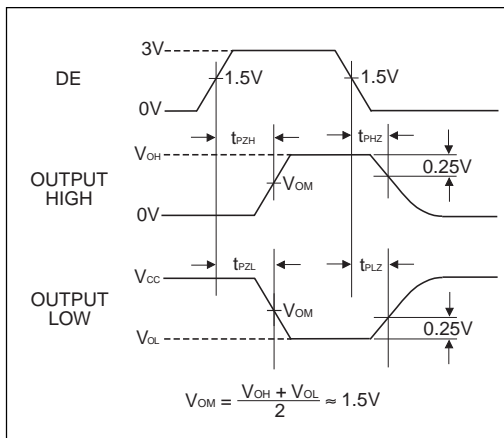 3V
DE
1.5V
1.5V
0V
tPZH
tPHZ
VOH
0.25V
OUTPUT
HIGH
VOM
0V
tPZL
tPLZ
VCC
OUTPUT
LOW
VOM
0.25V
VOL
VOM = VOH + VOL / 2 ≈ 1.5V